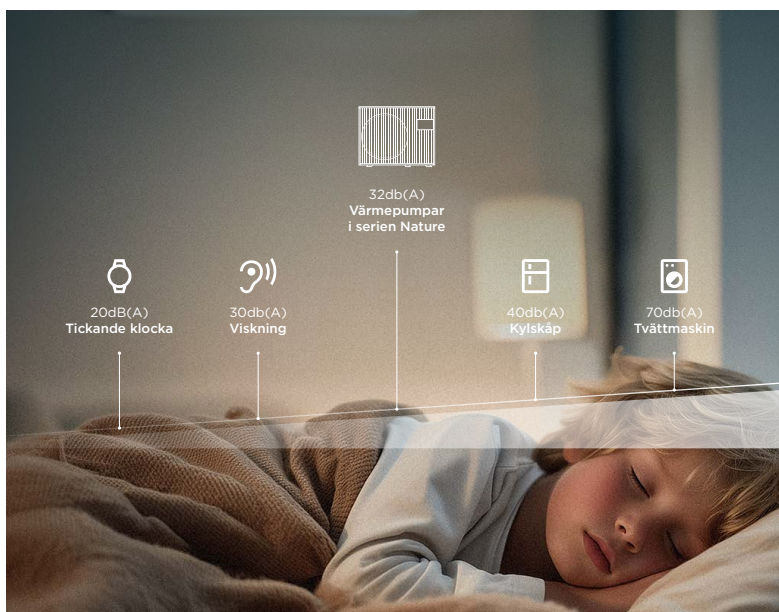 32db(A)
Värmepumpar
i serien Nature
20dB(A)
Tickande klocka
30db(A)
Viskning
40db(A)
Kylskåp
70db(A)
Tvättmaskin